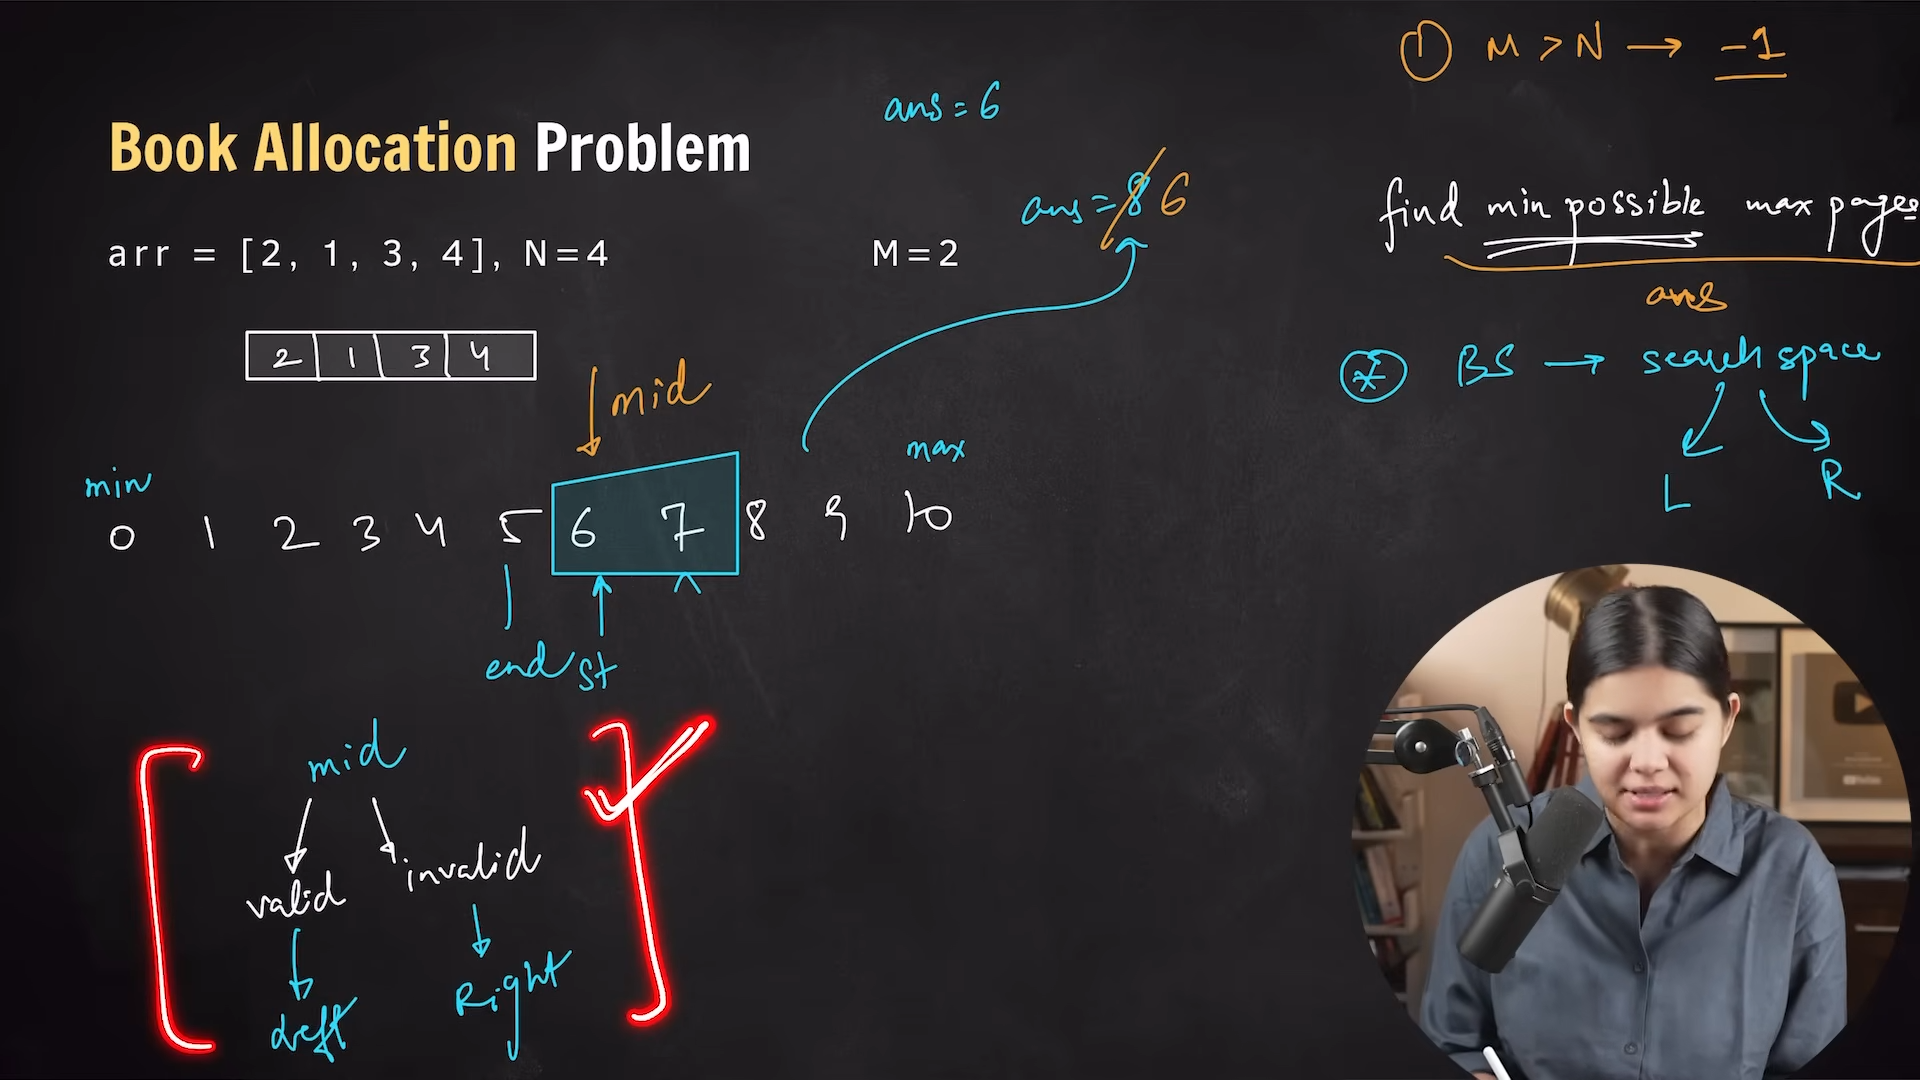 ① M > N → -1
ans = 6
Book Allocation Problem
ans = 8 6
find min possible max pages
arr = [2, 1, 3, 4], N=4 M=2
ans
2 1 3 4
* BS → search space
mid
L R
min max
0 1 2 3 4 5 6 7 8 9 10
end st
mid
valid invalid
Left Right